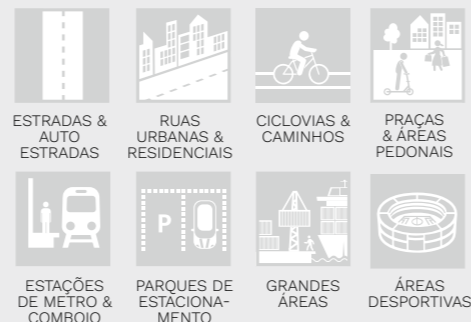 ESTRADAS &
AUTO
ESTRADAS
RUAS
URBANAS &
RESIDENCIAIS
CICLOVIAS &
CAMINHOS
PRAÇAS
& ÁREAS
PEDONAIS
P
ESTAÇÕES
DE METRO &
COMBOIO
PARQUES DE
ESTACIONA-
MENTO
GRANDES
ÁREAS
ÁREAS
DESPORTIVAS